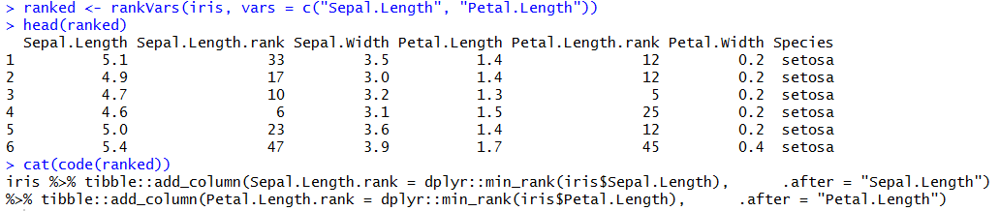 > ranked <- rankVars(iris, vars = c("Sepal.Length", "Petal.Length"))
> head(ranked)
  Sepal.Length Sepal.Length.rank Sepal.Width Petal.Length Petal.Length.rank Petal.Width Species
1          5.1                33         3.5          1.4                12         0.2  setosa
2          4.9                17         3.0          1.4                12         0.2  setosa
3          4.7                10         3.2          1.3                 5         0.2  setosa
4          4.6                 6         3.1          1.5                25         0.2  setosa
5          5.0                23         3.6          1.4                12         0.2  setosa
6          5.4                47         3.9          1.7                45         0.4  setosa
> cat(code(ranked))
iris %>% tibble::add_column(Sepal.Length.rank = dplyr::min_rank(iris$Sepal.Length),     .after = "Sepal.Length")
%>% tibble::add_column(Petal.Length.rank = dplyr::min_rank(iris$Petal.Length),     .after = "Petal.Length")